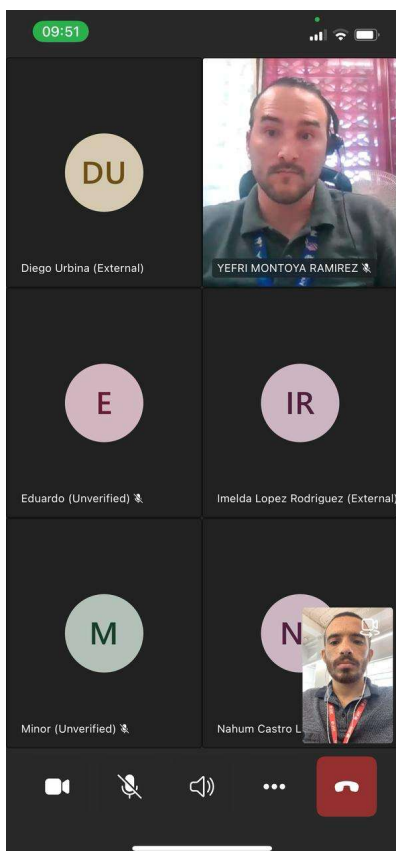 09:51
DU
Diego Urbina (External)
YEFRI MONTOYA RAMIREZ
E
Eduardo (Unverified)
IR
Imelda Lopez Rodriguez (External)
M
Minor (Unverified)
N
Nahum Castro L